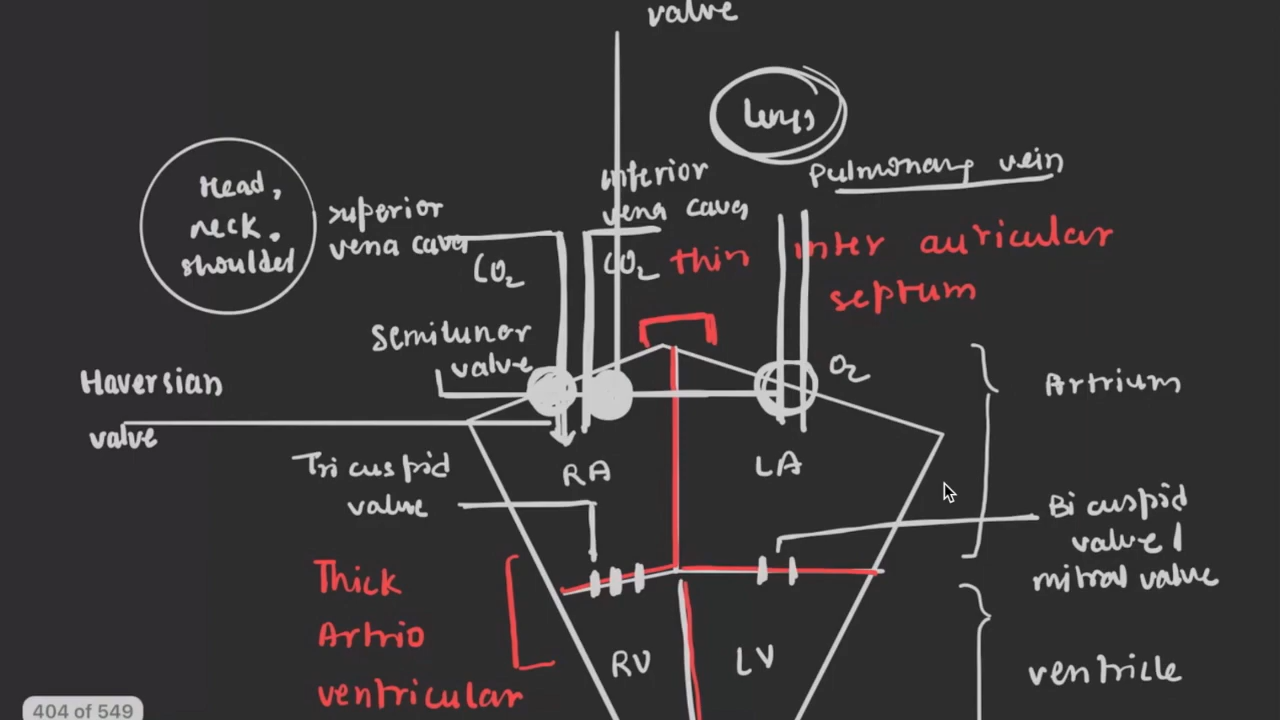 valve
Lungs
Pulmonary vein
inferior
vena cava
Head,
neck,
shoulder
superior
vena cava
CO2
CO2
thin inter auricular
septum
Semilunar
valve
O2
Haversian
valve
Artrium
Tri cuspid
valve
RA
LA
Bi cuspid
valve /
mitral valve
Thick
Artrio
ventricular
RV
LV
ventricle
404 of 549